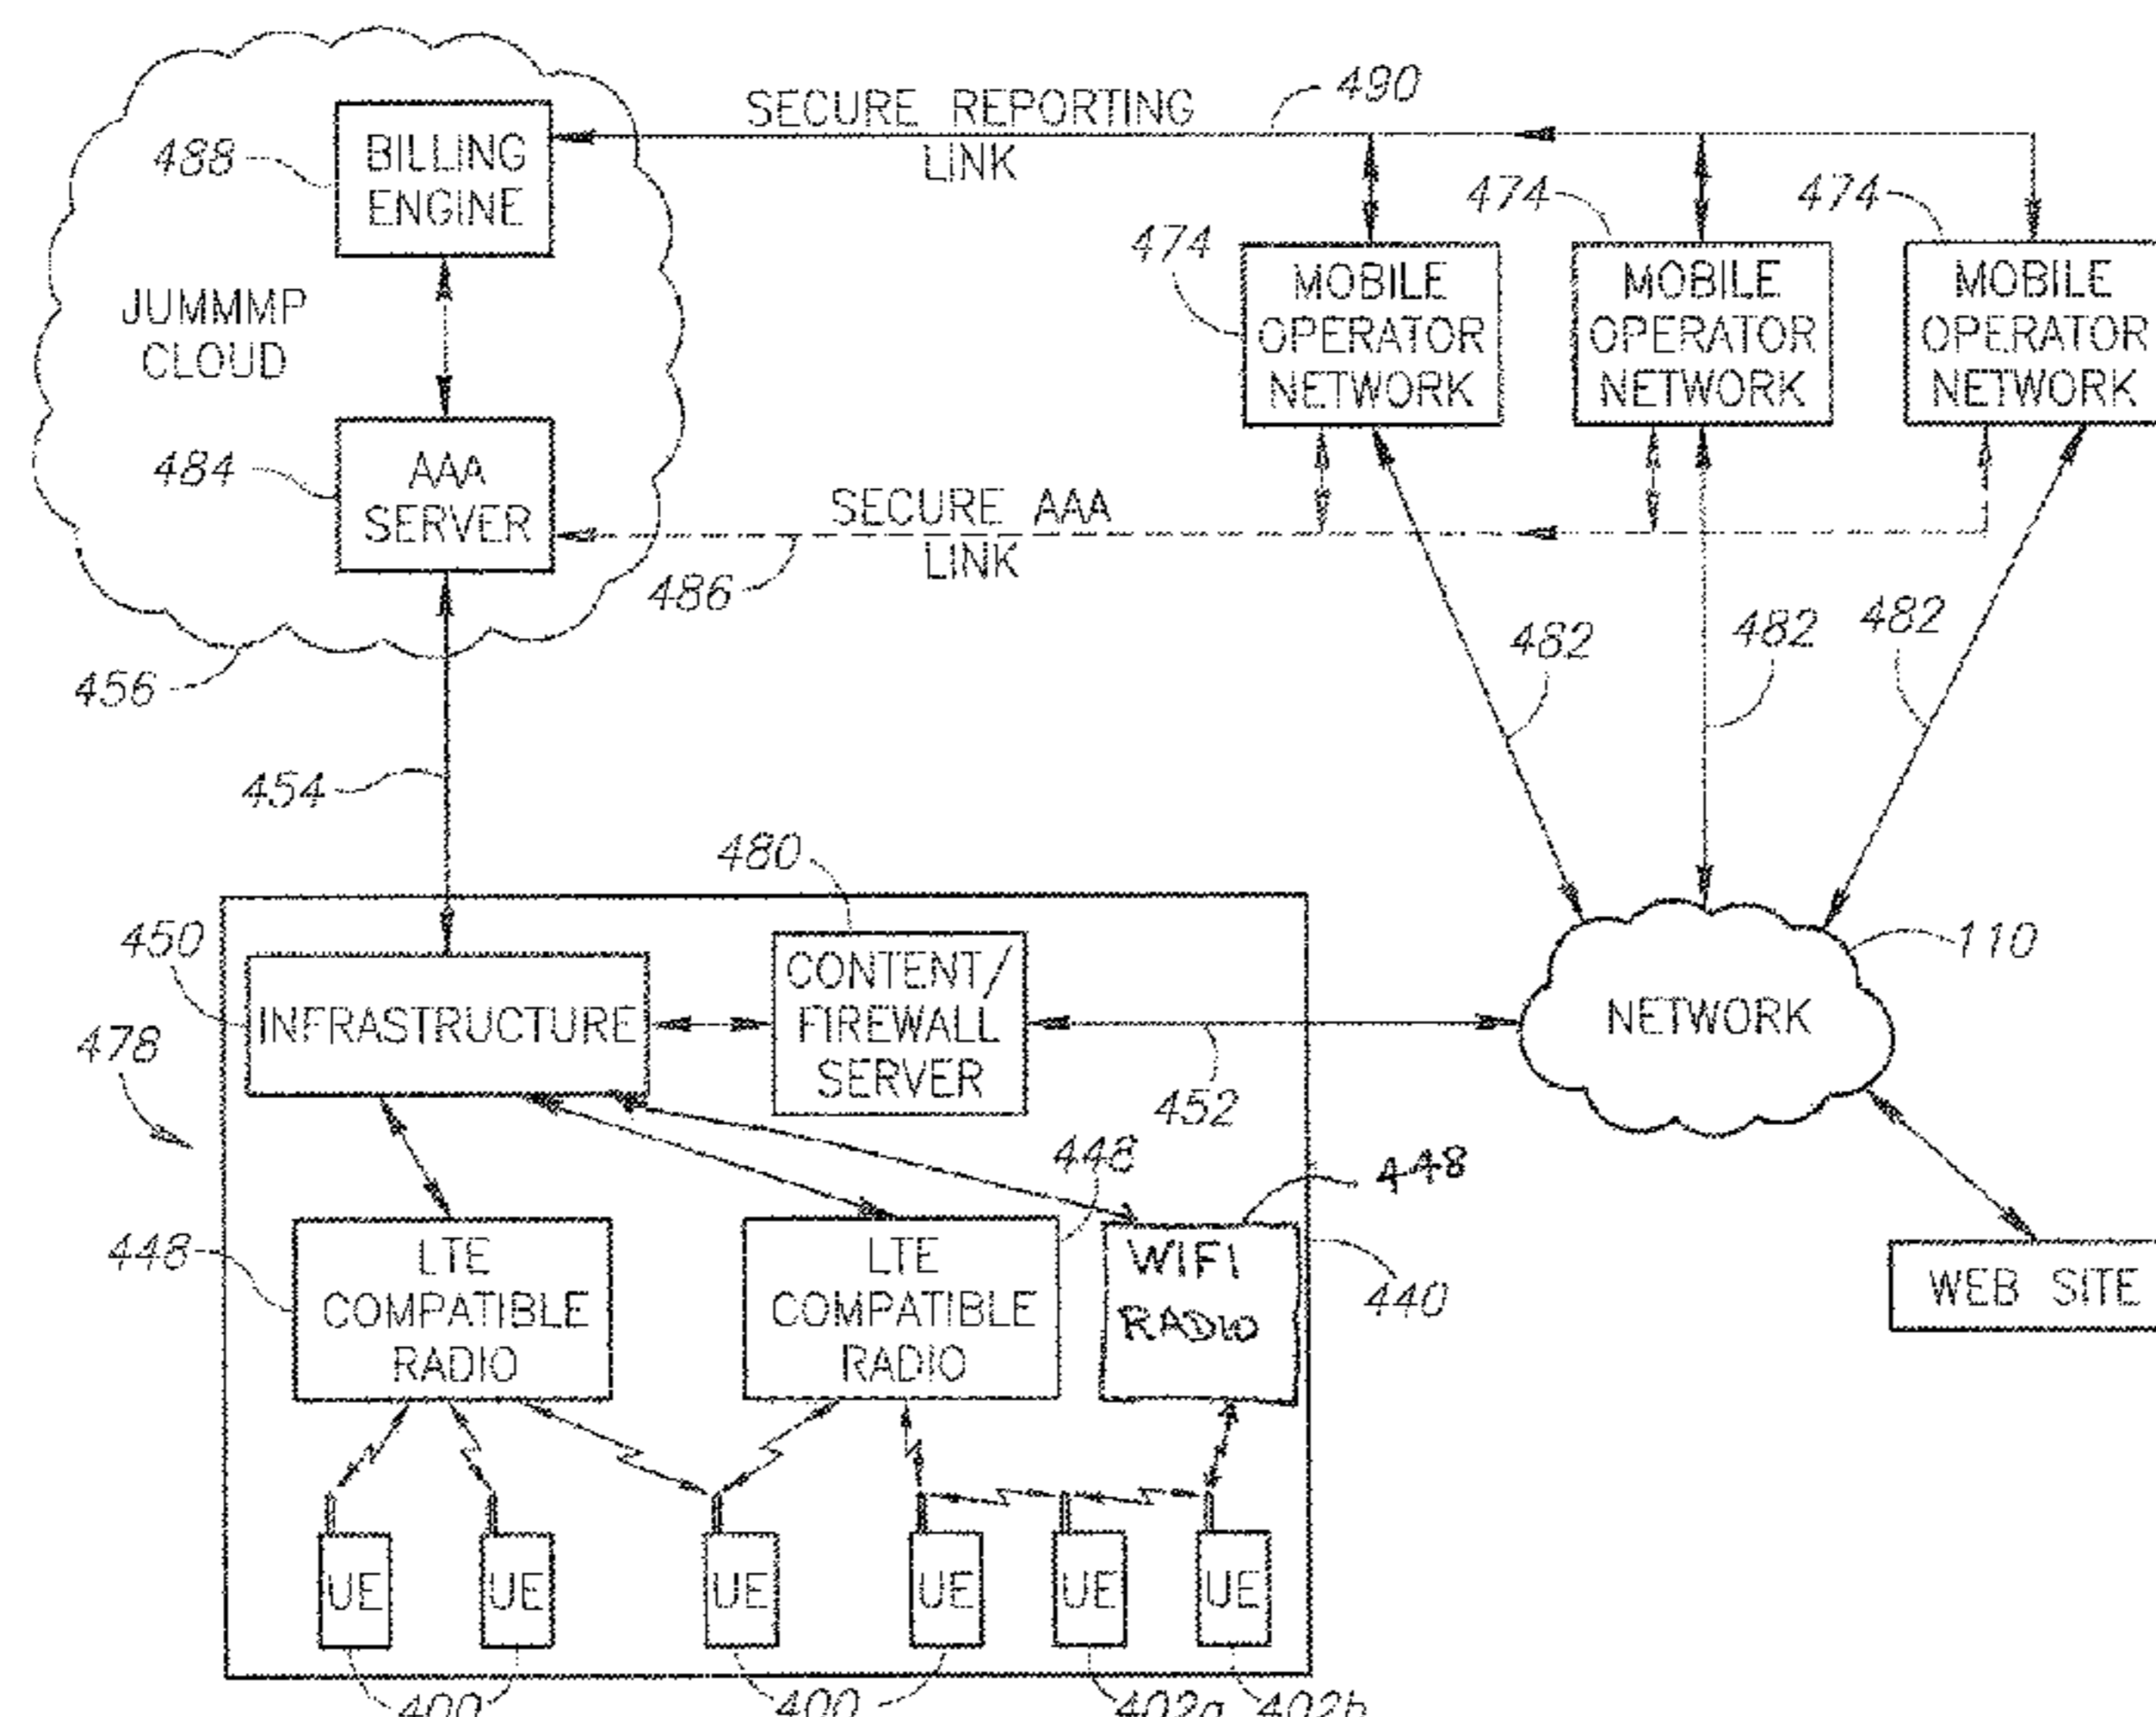 490
SECURE REPORTING
LINK
488
BILLING
ENGINE
474
474
474
JUMMMP
CLOUD
MOBILE
OPERATOR
NETWORK
MOBILE
OPERATOR
NETWORK
MOBILE
OPERATOR
NETWORK
484
AAA
SERVER
SECURE AAA
LINK
486
482
482
482
456
454
480
450
INFRASTRUCTURE
CONTENT/
FIREWALL
SERVER
110
NETWORK
478
452
448
448
448
LTE
COMPATIBLE
RADIO
LTE
COMPATIBLE
RADIO
WIFI
RADIO
440
WEB SITE
UE
UE
UE
UE
UE
UE
400
400
402a
402b